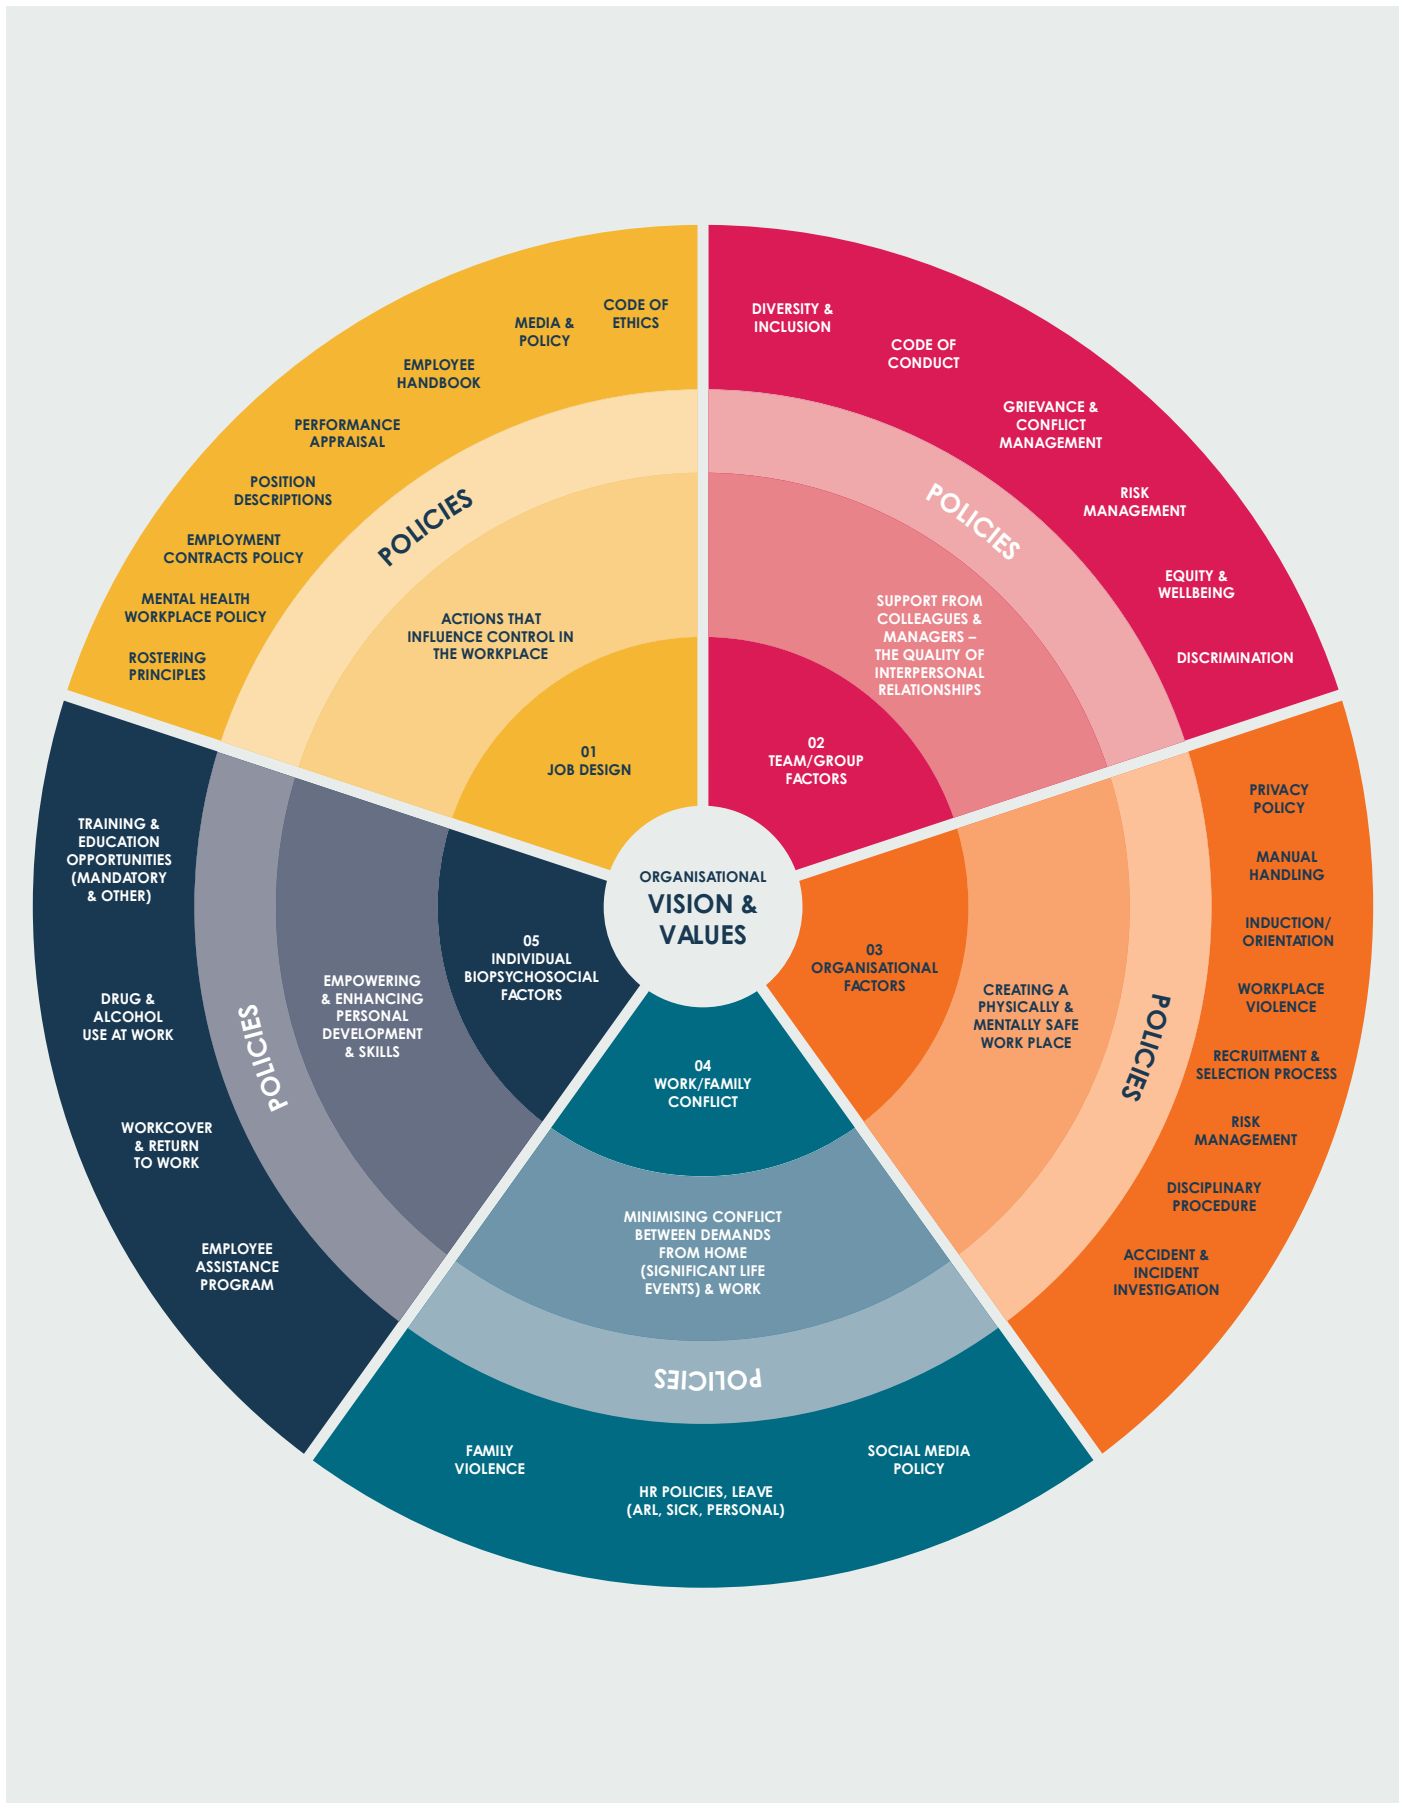 ORGANISATIONAL
VISION &
VALUES
01
JOB DESIGN
ACTIONS THAT
INFLUENCE CONTROL IN
THE WORKPLACE
POLICIES
CODE OF
ETHICS
MEDIA &
POLICY
EMPLOYEE
HANDBOOK
PERFORMANCE
APPRAISAL
POSITION
DESCRIPTIONS
EMPLOYMENT
CONTRACTS POLICY
MENTAL HEALTH
WORKPLACE POLICY
ROSTERING
PRINCIPLES
02
TEAM/GROUP
FACTORS
SUPPORT FROM
COLLEAGUES &
MANAGERS –
THE QUALITY OF
INTERPERSONAL
RELATIONSHIPS
POLICIES
DIVERSITY &
INCLUSION
CODE OF
CONDUCT
GRIEVANCE &
CONFLICT
MANAGEMENT
RISK
MANAGEMENT
EQUITY &
WELLBEING
DISCRIMINATION
03
ORGANISATIONAL
FACTORS
CREATING A
PHYSICALLY &
MENTALLY SAFE
WORK PLACE
POLICIES
PRIVACY
POLICY
MANUAL
HANDLING
INDUCTION/
ORIENTATION
WORKPLACE
VIOLENCE
RECRUITMENT &
SELECTION PROCESS
RISK
MANAGEMENT
DISCIPLINARY
PROCEDURE
ACCIDENT &
INCIDENT
INVESTIGATION
04
WORK/FAMILY
CONFLICT
MINIMISING CONFLICT
BETWEEN DEMANDS
FROM HOME
(SIGNIFICANT LIFE
EVENTS) & WORK
POLICIES
FAMILY
VIOLENCE
HR POLICIES, LEAVE
(ARL, SICK, PERSONAL)
SOCIAL MEDIA
POLICY
05
INDIVIDUAL
BIOPSYCHOSOCIAL
FACTORS
EMPOWERING
& ENHANCING
PERSONAL
DEVELOPMENT
& SKILLS
POLICIES
TRAINING &
EDUCATION
OPPORTUNITIES
(MANDATORY
& OTHER)
DRUG &
ALCOHOL
USE AT WORK
WORKCOVER
& RETURN
TO WORK
EMPLOYEE
ASSISTANCE
PROGRAM